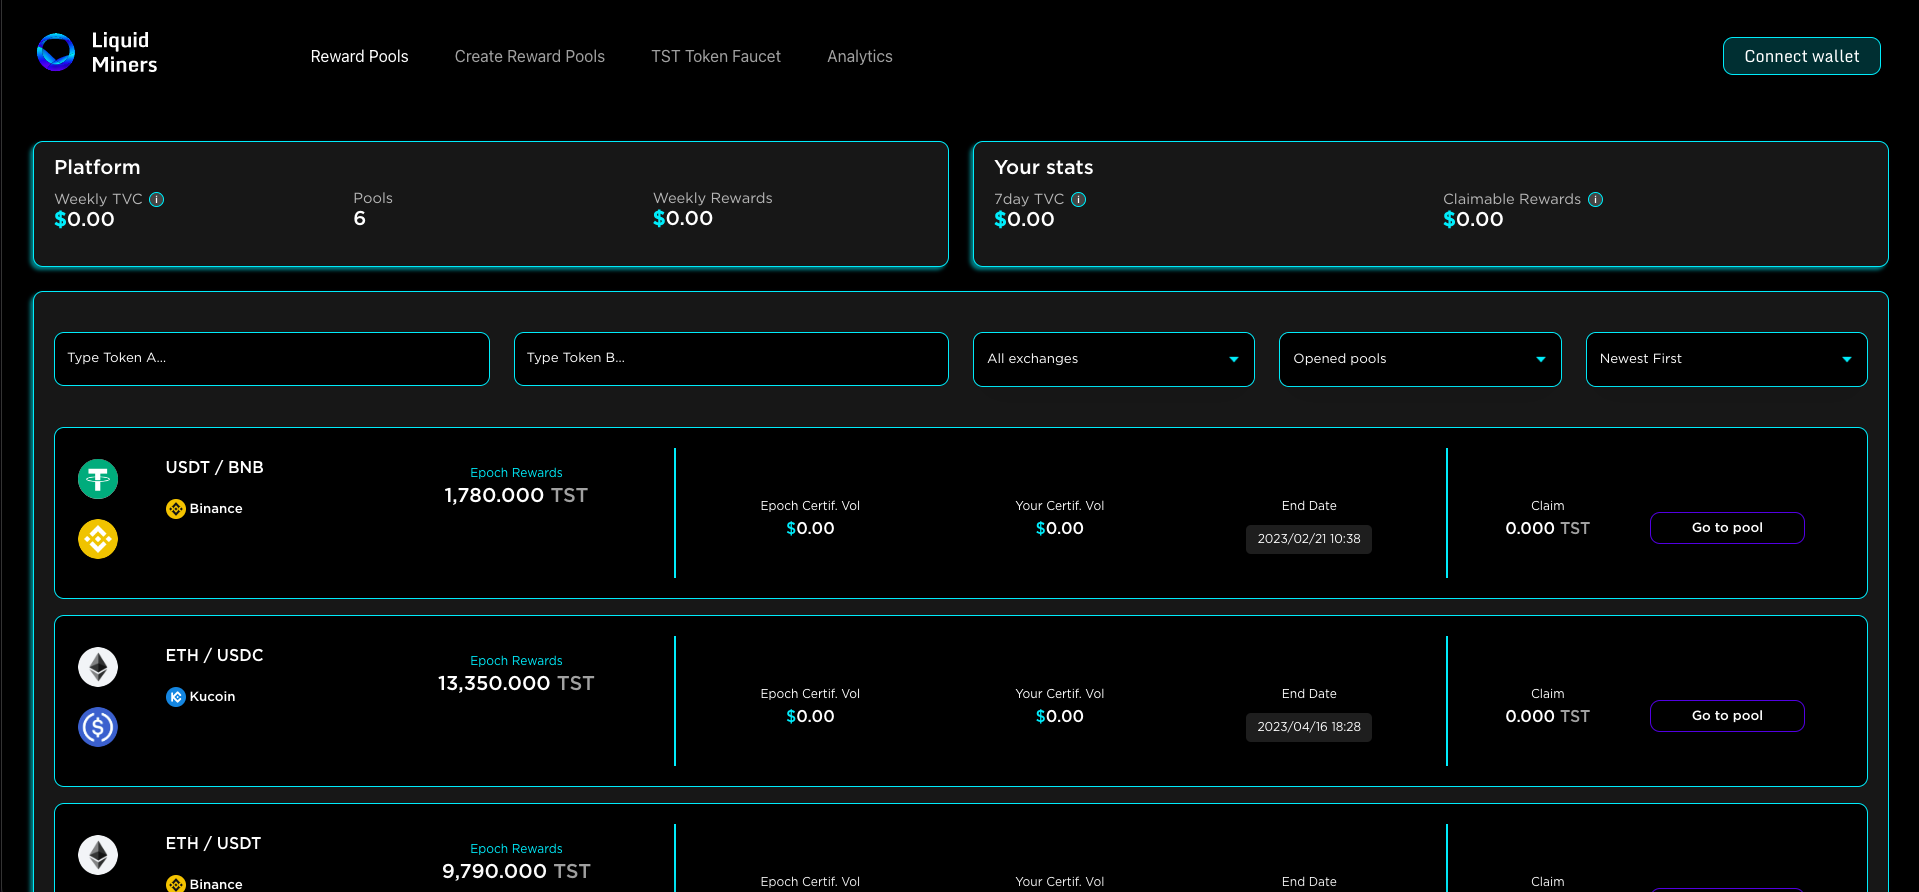 Liquid
Miners
Reward Pools
Create Reward Pools
TST Token Faucet
Analytics
Connect wallet
Platform
Weekly TVC i
$0.00
Pools
6
Weekly Rewards
$0.00
Your stats
7day TVC i
$0.00
Claimable Rewards i
$0.00
Type Token A...
Type Token B...
All exchanges
Opened pools
Newest First
USDT / BNB
Binance
Epoch Rewards
1,780.000 TST
Epoch Certif. Vol
$0.00
Your Certif. Vol
$0.00
End Date
2023/02/21 10:38
Claim
0.000 TST
Go to pool
ETH / USDC
Kucoin
Epoch Rewards
13,350.000 TST
Epoch Certif. Vol
$0.00
Your Certif. Vol
$0.00
End Date
2023/04/16 18:28
Claim
0.000 TST
Go to pool
ETH / USDT
Binance
Epoch Rewards
9,790.000 TST
Epoch Certif. Vol
Your Certif. Vol
End Date
Claim